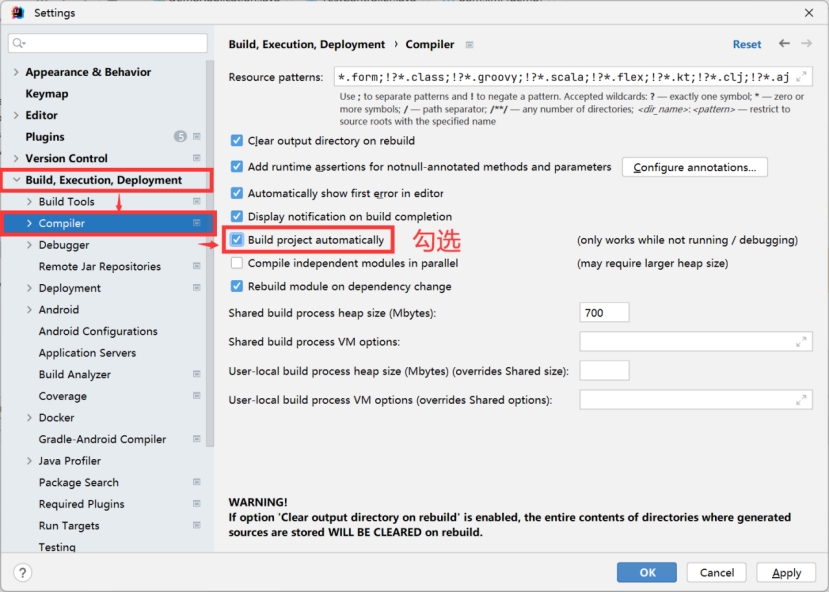 Settings
Build, Execution, Deployment › Compiler
Reset
Appearance & Behavior
Keymap
Editor
Plugins
5
Version Control
Build, Execution, Deployment
Build Tools
Compiler
Debugger
Remote Jar Repositories
Deployment
Android
Android Configurations
Application Servers
Build Analyzer
Coverage
Docker
Gradle-Android Compiler
Java Profiler
Package Search
Required Plugins
Run Targets
Testing
Resource patterns:
*.form;!?*.class;!?*.groovy;!?*.scala;!?*.flex;!?*.kt;!?*.clj;!?*.aj
Use ; to separate patterns and ! to negate a pattern. Accepted wildcards: ? — exactly one symbol; * — zero or
more symbols; / — path separator; /**/ — any number of directories; <dir_name>:<pattern> — restrict to
source roots with the specified name
Clear output directory on rebuild
Add runtime assertions for notnull-annotated methods and parameters
Configure annotations...
Automatically show first error in editor
Display notification on build completion
Build project automatically
勾选
(only works while not running / debugging)
Compile independent modules in parallel
(may require larger heap size)
Rebuild module on dependency change
Shared build process heap size (Mbytes):
700
Shared build process VM options:
User-local build process heap size (Mbytes) (overrides Shared size):
User-local build process VM options (overrides Shared options):
WARNING!
If option 'Clear output directory on rebuild' is enabled, the entire contents of directories where generated
sources are stored WILL BE CLEARED on rebuild.
?
OK
Cancel
Apply